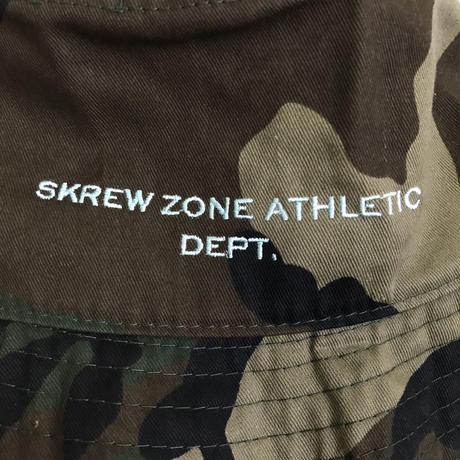 SKREW ZONE ATHLETIC
DEPT.